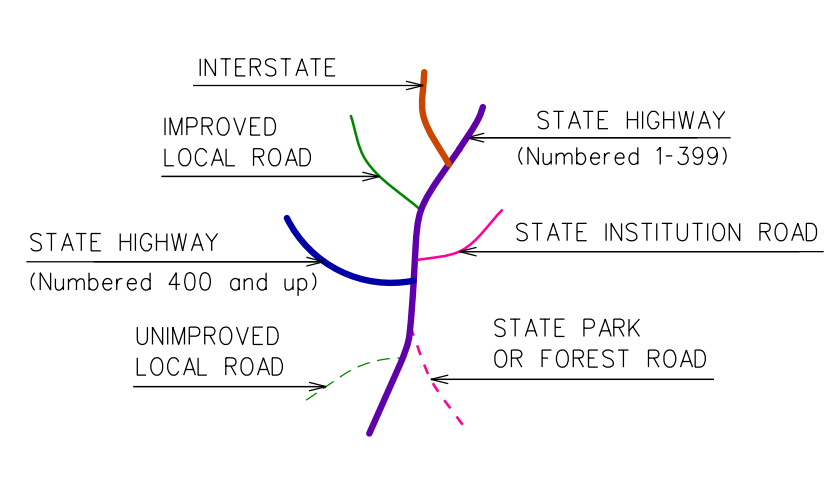 INTERSTATE
STATE HIGHWAY
(Numbered 1-399)
IMPROVED
LOCAL ROAD
STATE HIGHWAY
(Numbered 400 and up)
STATE INSTITUTION ROAD
UNIMPROVED
LOCAL ROAD
STATE PARK
OR FOREST ROAD